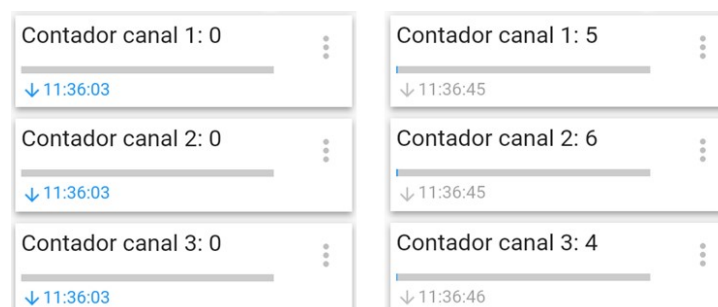 Contador canal 1: 0
11:36:03
Contador canal 2: 0
11:36:03
Contador canal 3: 0
11:36:03
Contador canal 1: 5
11:36:45
Contador canal 2: 6
11:36:45
Contador canal 3: 4
11:36:46